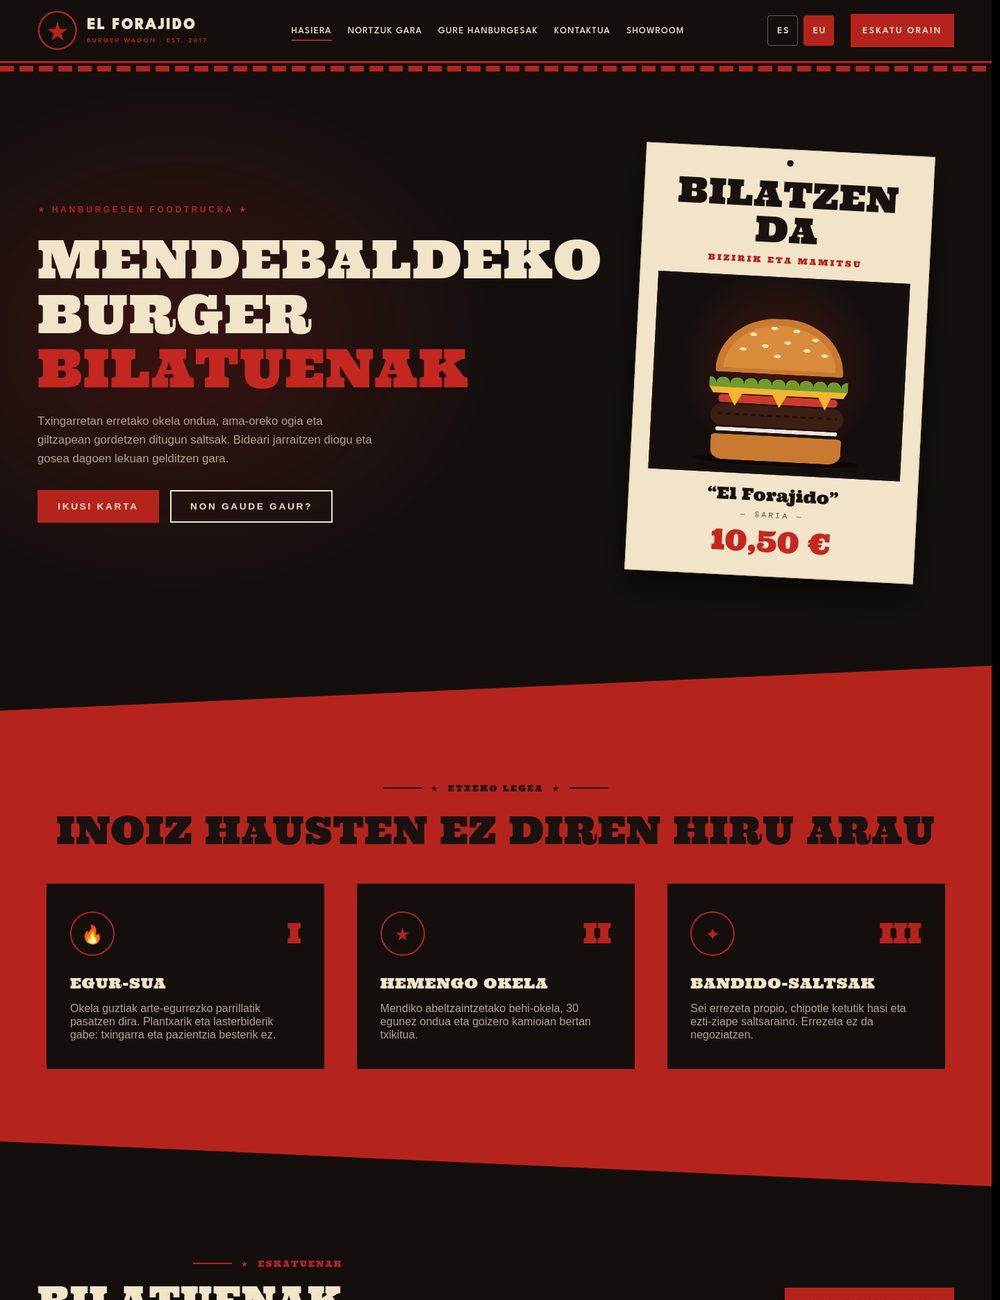 EL FORAJIDO
BURGER WAGON · EST. 2017
HASIERA
NORTZUK GARA
GURE HANBURGESAK
KONTAKTUA
SHOWROOM
ES
EU
ESKATU ORAIN
★ HANBURGESEN FOODTRUCKA ★
MENDEBALDEKO
BURGER
BILATUENAK
Txingarretan erretako okela ondua, ama-oreko ogia eta
giltzapean gordetzen ditugun saltsak. Bideari jarraitzen diogu eta
gosea dagoen lekuan gelditzen gara.
IKUSI KARTA
NON GAUDE GAUR?
BILATZEN
DA
BIZIRIK ETA MAMITSU
“El Forajido”
— SARIA —
10,50 €
★ ETXEKO LEGEA ★
INOIZ HAUSTEN EZ DIREN HIRU ARAU
I
EGUR-SUA
Okela guztiak arte-egurrezko parrillatik
pasatzen dira. Plantxarik eta lasterbiderik
gabe: txingarra eta pazientzia besterik ez.
II
HEMENGO OKELA
Mendiko abeltzaintzetako behi-okela, 30
egunez ondua eta goizero kamioian bertan
txikitua.
III
BANDIDO-SALTSAK
Sei errezeta propio, chipotle ketutik hasi eta
ezti-ziape saltsaraino. Errezeta ez da
negoziatzen.
★ ESKATUENAK
BILATUENAK